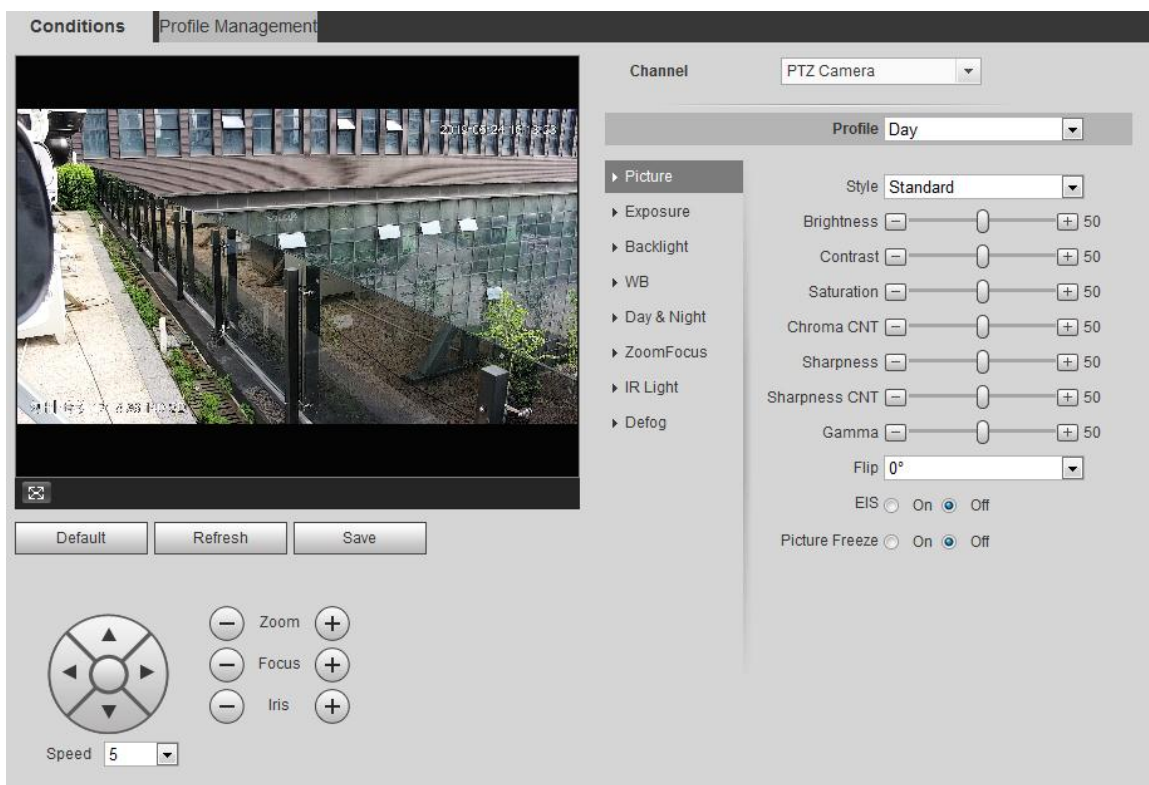 Conditions
Profile Management
Channel PTZ Camera
Profile Day
Picture
Exposure
Backlight
WB
Day & Night
ZoomFocus
IR Light
Defog
Style Standard
Brightness 50
Contrast 50
Saturation 50
Chroma CNT 50
Sharpness 50
Sharpness CNT 50
Gamma 50
Flip 0°
EIS On Off
Picture Freeze On Off
Default Refresh Save
Zoom
Focus
Iris
Speed 5